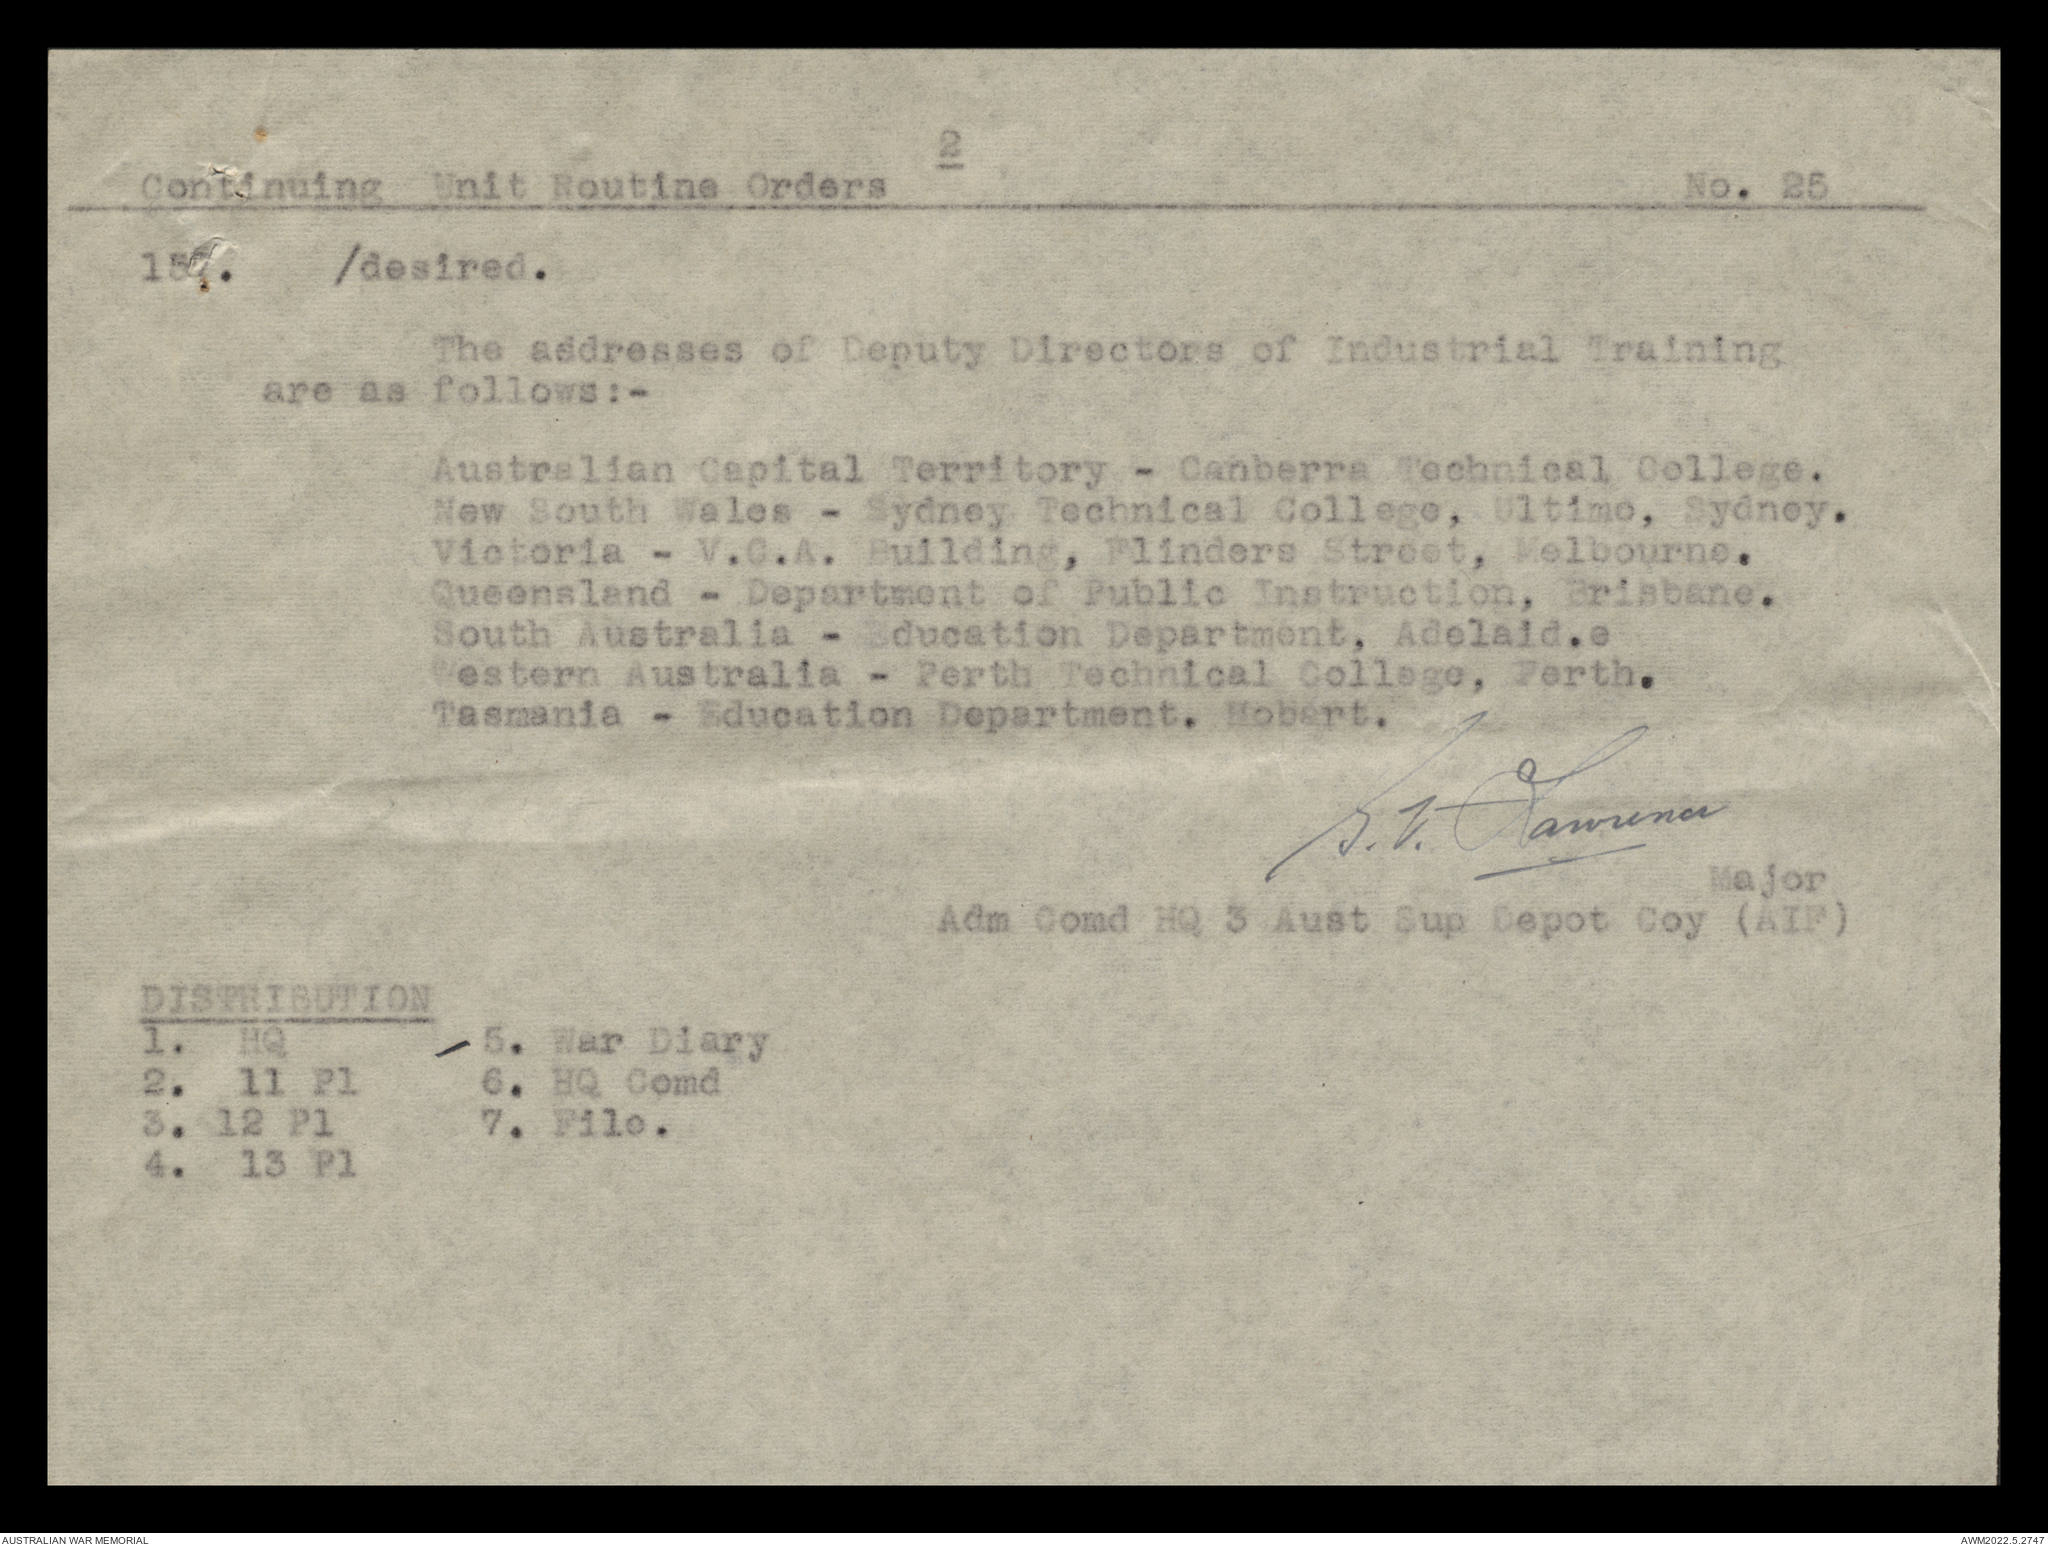 2
Continuing Unit Routine Orders No. 25
/desired.
The addresses of Deputy Directors of Industrial Training
are as follows:-
Australian Capital Territory - Canberra Technical College.
New South Wales - Sydney Technical College, Ultimo, Sydney.
Victoria - V.C.A. Building, Flinders Street, Melbourne.
Queensland - Department of Public Instruction, Brisbane.
South Australia - Education Department, Adelaid.e
Western Australia - Perth Technical College, Perth.
Tasmania - Education Department. Hobart.
Lawrence
Major
Adm Comd HQ 3 Aust Sup Depot Coy (AIF)
DISTRIBUTION
1. HQ 5. War Diary
2. 11 Pl 6. HQ Comd
3. 12 Pl 7. File.
4. 13 Pl
AUSTRALIAN WAR MEMORIAL AWM2022.5.2747